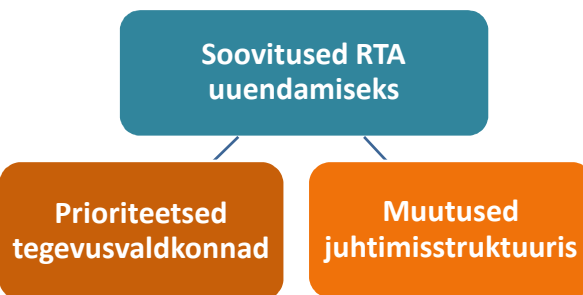 Soovitused RTA
uuendamiseks
Prioriteetsed
tegevusvaldkonnad
Muutused
juhtimisstruktuuris